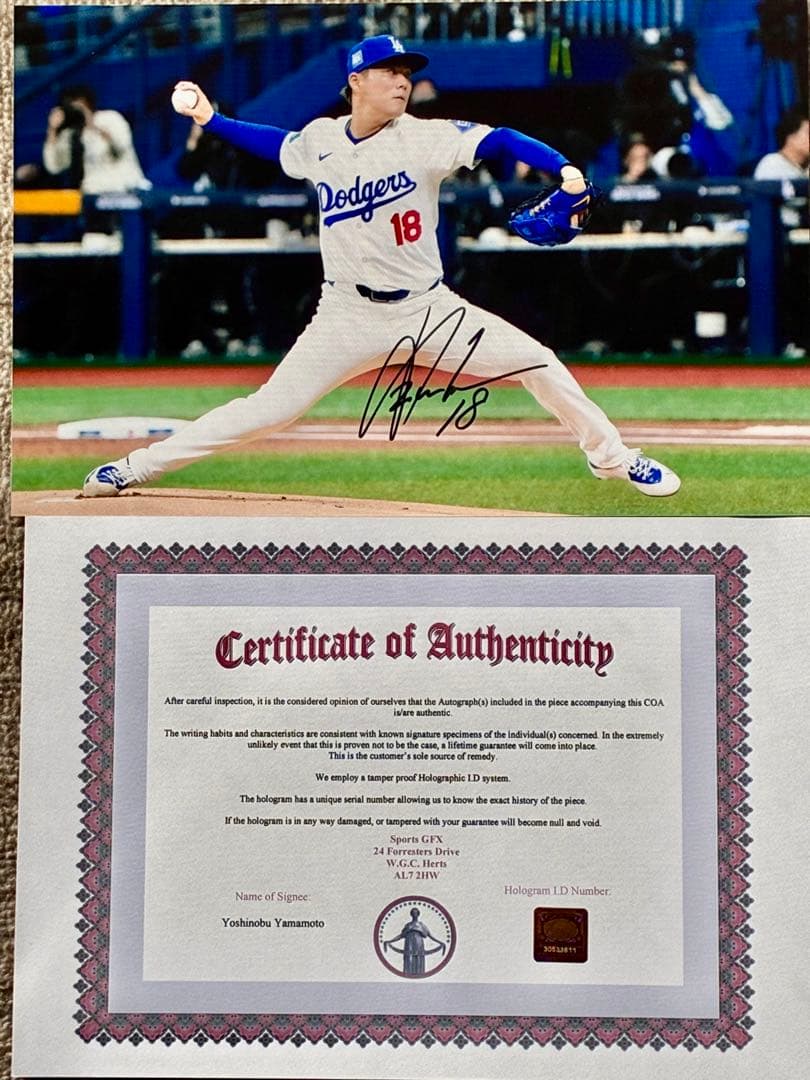 LA
Dodgers
18
18
Certificate of Authenticity
After careful inspection, it is the considered opinion of ourselves that the Autograph(s) included in the piece accompanying this COA
is/are authentic.
The writing habits and characteristics are consistent with known signature specimens of the individual(s) concerned. In the extremely
unlikely event that this is proven not to be the case, a lifetime guarantee will come into place.
This is the customer's sole source of remedy.
We employ a tamper proof Holographic I.D system.
The hologram has a unique serial number allowing us to know the exact history of the piece.
If the hologram is in any way damaged, or tampered with your guarantee will become null and void.
Sports GFX
24 Forresters Drive
W.G.C. Herts
AL7 2HW
Name of Signee:
Hologram I.D Number:
Yoshinobu Yamamoto
30533811